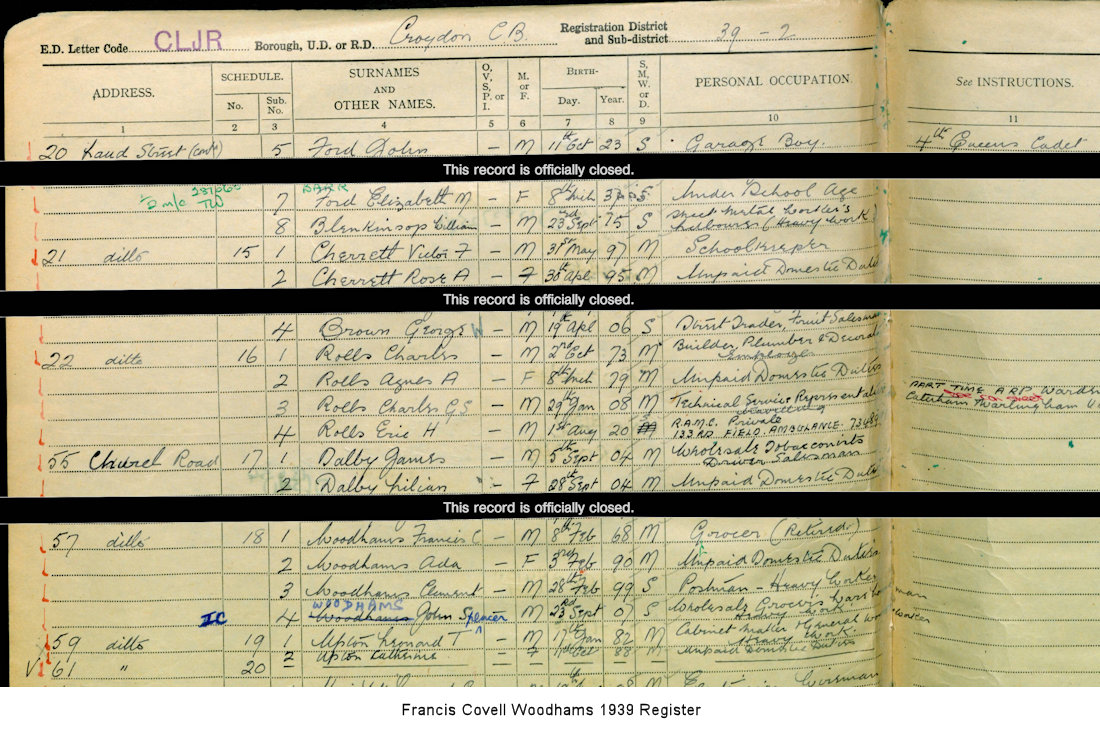 E.D. Letter Code CLJR Borough, U.D. or R.D. Croydon C B Registration District and Sub-district 39 - 2
ADDRESS. SCHEDULE. No. Sub. No. SURNAMES AND OTHER NAMES. O, V, S, P, or I. M. or F. BIRTH- Day. Year. S, M, W, or D. PERSONAL OCCUPATION. See INSTRUCTIONS.
1 2 3 4 5 6 7 8 9 10 11
20 (cont) 5 Ford John – M 11th Oct 23 S Garage Boy. 4th Queens Cadet
This record is officially closed.
BARR
7 Ford Elizabeth M – F 8th Mch S Under School Age
8 Blenkinsop William – M 23rd Sept 75 S Sheet Metal Worker's
Labourer (Heavy Work)
21 ditto 15 1 Cherrett Victor F – M 31st May 97 M Schoolkeeper
2 Cherrett Rose A – F 30th Apl 95 M Unpaid Domestic Duties
This record is officially closed.
4 Brown George W – M 19th Apl 06 S Street Trader, Fruit Salesman
22 ditto 16 1 Rolls Charles – M 2nd Oct 73 M Builder, Plumber & Decorator
Employer
2 Rolls Agnes A – F 8th Mch 79 M Unpaid Domestic Duties
3 Rolls Charles G S – M 29th Jan 08 M Technical Service Representative
PART TIME ARP Warden
Caterham Warlingham
4 Rolls Eric H – M 1st Aug 20 R.A.M.C. Private
133RD FIELD AMBULANCE
55 Church Road 17 1 Dalby James – M 5th Sept 04 M Wholesale Tobacconists
Driver Salesman
2 Dalby Lilian – F 28th Sept 04 M Unpaid Domestic Duties
This record is officially closed.
57 ditto 18 1 Woodhams Francis C – M 8th Feb 68 M Grocer (Retired)
2 Woodhams Ada – F 3rd Feb 90 M Unpaid Domestic Duties
3 Woodhams Clement – M 28th Feb 99 S Postman – Heavy Worker
WOODHAMS
IC 4 Woodhams John Spencer – M 23rd Sept 07 S Wholesale Grocer's Warehouseman
Heavy Work
59 ditto 19 1 Upton Leonard T – M 17th Jan 82 M Cabinet Maker General
Heavy Work
2 Upton Catherine – F Oct 88 M Unpaid Domestic Duties
V 61 " 20 –
Francis Covell Woodhams 1939 Register